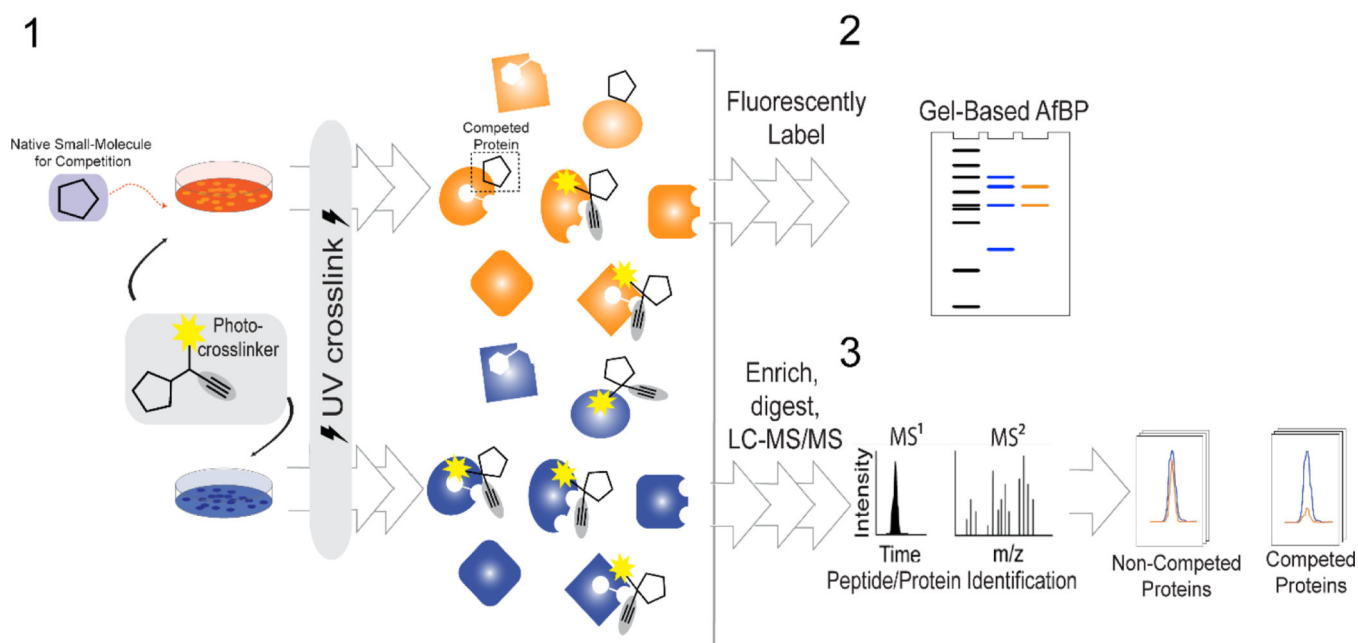 1
Native Small-Molecule
for Competition
Photo-
crosslinker
UV crosslink
Competed
Protein
Fluorescently
Label
2
Gel-Based AfBP
Enrich,
digest,
LC-MS/MS
3
MS¹
MS²
Intensity
Time
m/z
Peptide/Protein Identification
Non-Competed
Proteins
Competed
Proteins